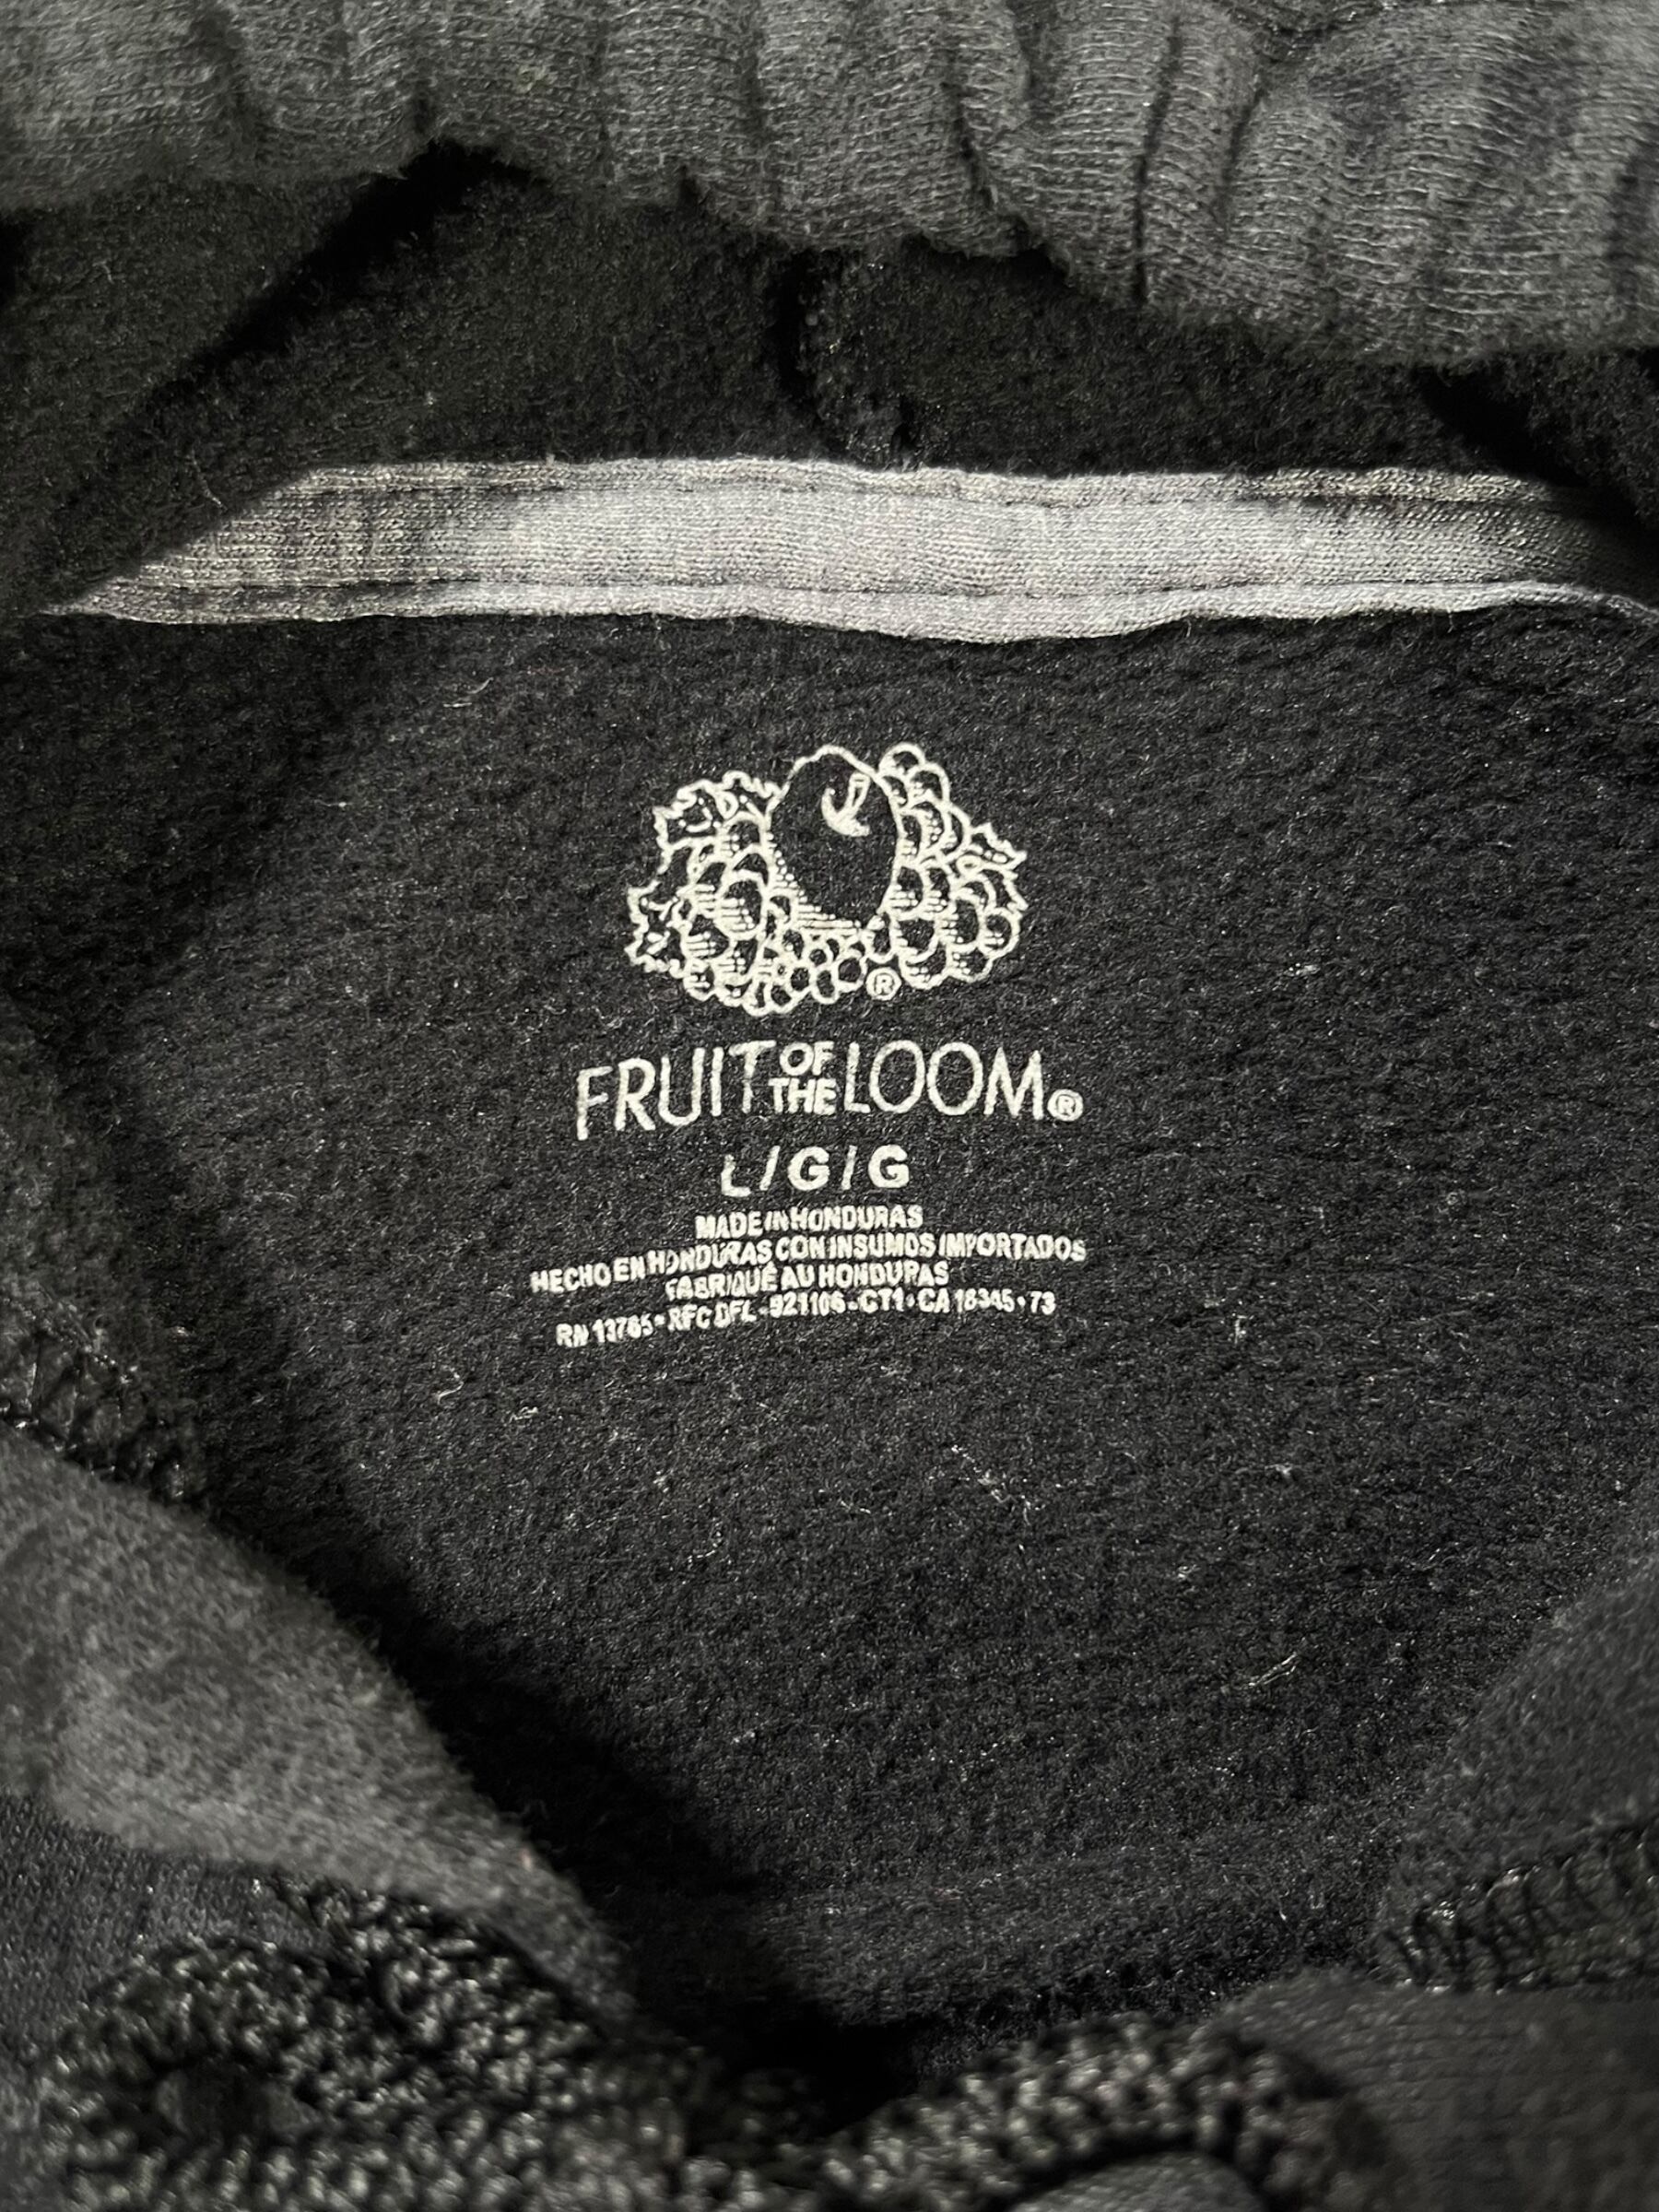 ®
FRUIT OF THE LOOM®
L/G/G
MADE IN HONDURAS
HECHO EN HONDURAS CON INSUMOS IMPORTADOS
FABRIQUÉ AU HONDURAS
RN 13765 • RFC DFL - 921106 - CT1 • CA 18345 • 73